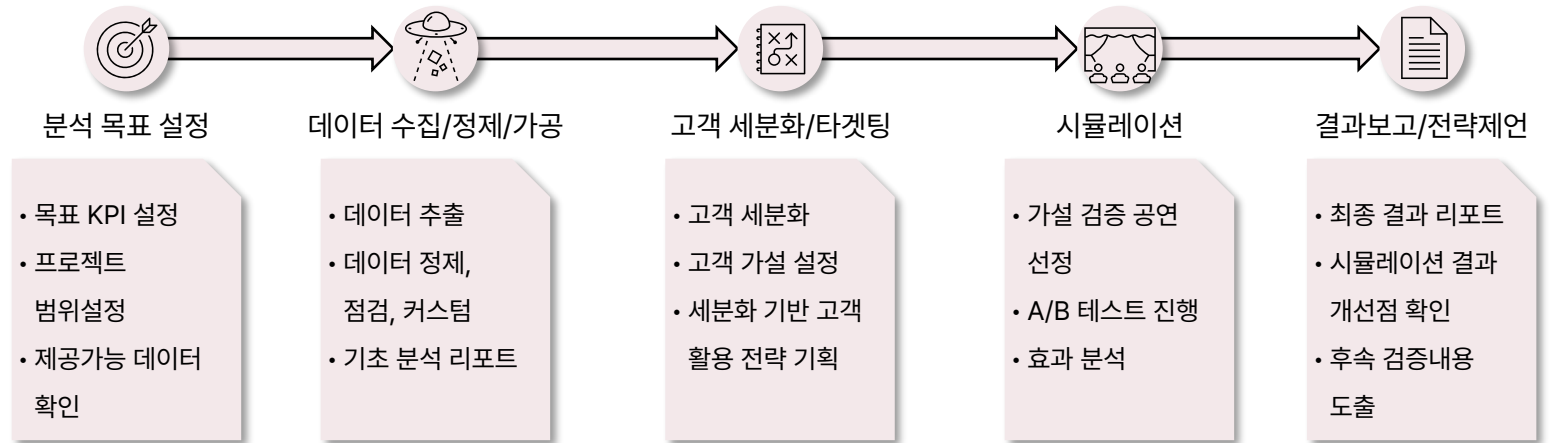 분석 목표 설정
• 목표 KPI 설정
• 프로젝트
범위설정
• 제공가능 데이터
확인
데이터 수집/정제/가공
• 데이터 추출
• 데이터 정제,
점검, 커스텀
• 기초 분석 리포트
고객 세분화/타겟팅
• 고객 세분화
• 고객 가설 설정
• 세분화 기반 고객
활용 전략 기획
시뮬레이션
• 가설 검증 공연
선정
• A/B 테스트 진행
• 효과 분석
결과보고/전략제언
• 최종 결과 리포트
• 시뮬레이션 결과
개선점 확인
• 후속 검증내용
도출